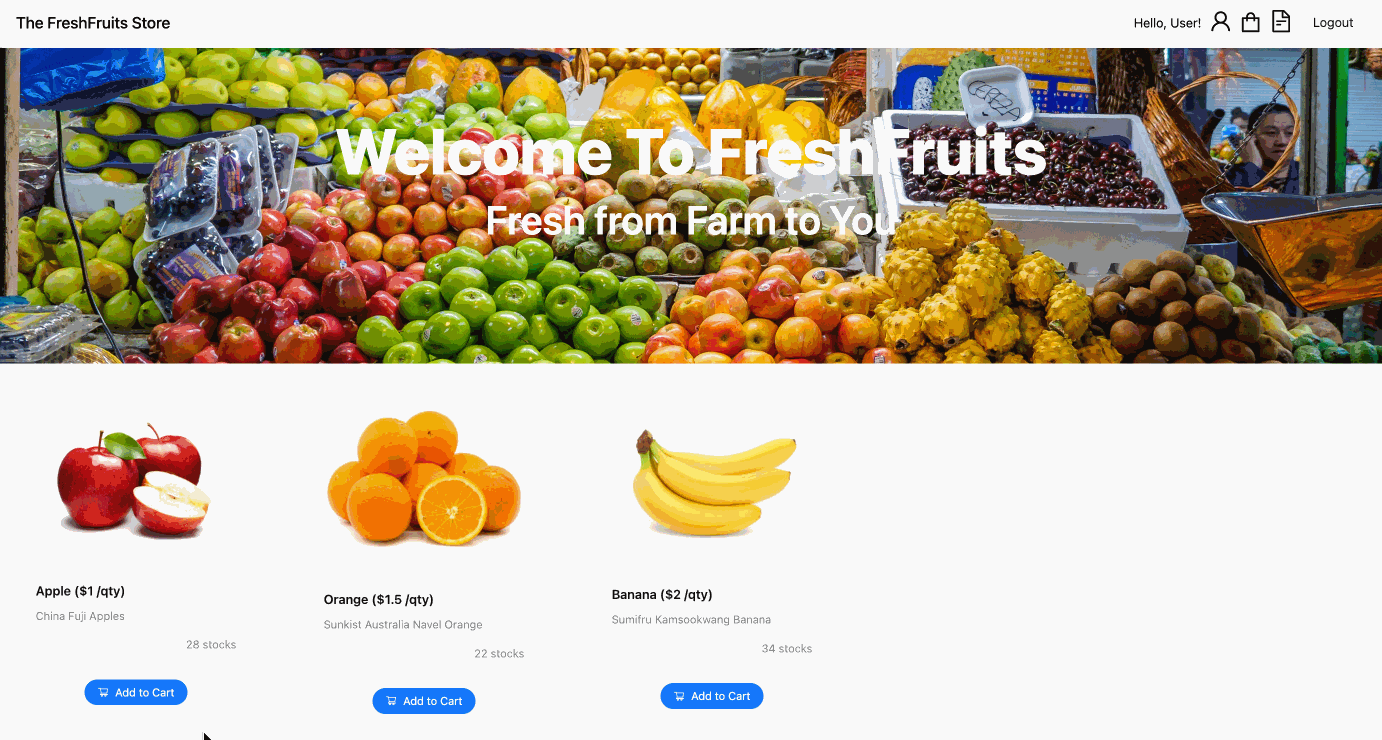 The FreshFruits Store
Hello, User!
Logout
Welcome To FreshFruits
Fresh from Farm to You
Apple ($1 /qty)
China Fuji Apples
28 stocks
Add to Cart
Orange ($1.5 /qty)
Sunkist Australia Navel Orange
22 stocks
Add to Cart
Banana ($2 /qty)
Sumifru Kamsookwang Banana
34 stocks
Add to Cart